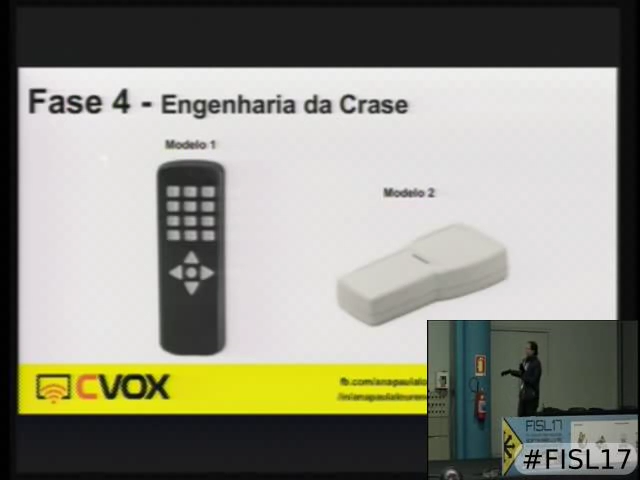 Fase 4 - Engenharia da Crase
Modelo 1
Modelo 2
CVOX
FISL17
#FISL17